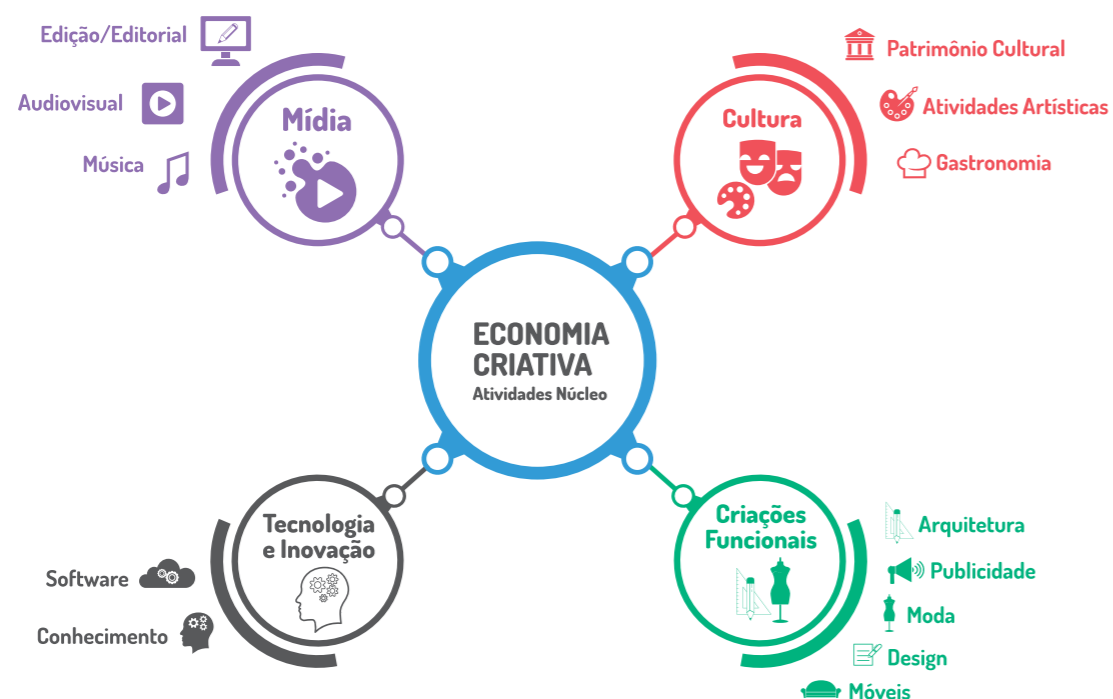 Edição/Editorial
Audiovisual
Música
Mídia
Cultura
Patrimônio Cultural
Atividades Artísticas
Gastronomia
ECONOMIA
CRIATIVA
Atividades Núcleo
Tecnologia
e Inovação
Software
Conhecimento
Criações
Funcionais
Arquitetura
Publicidade
Moda
Design
Móveis